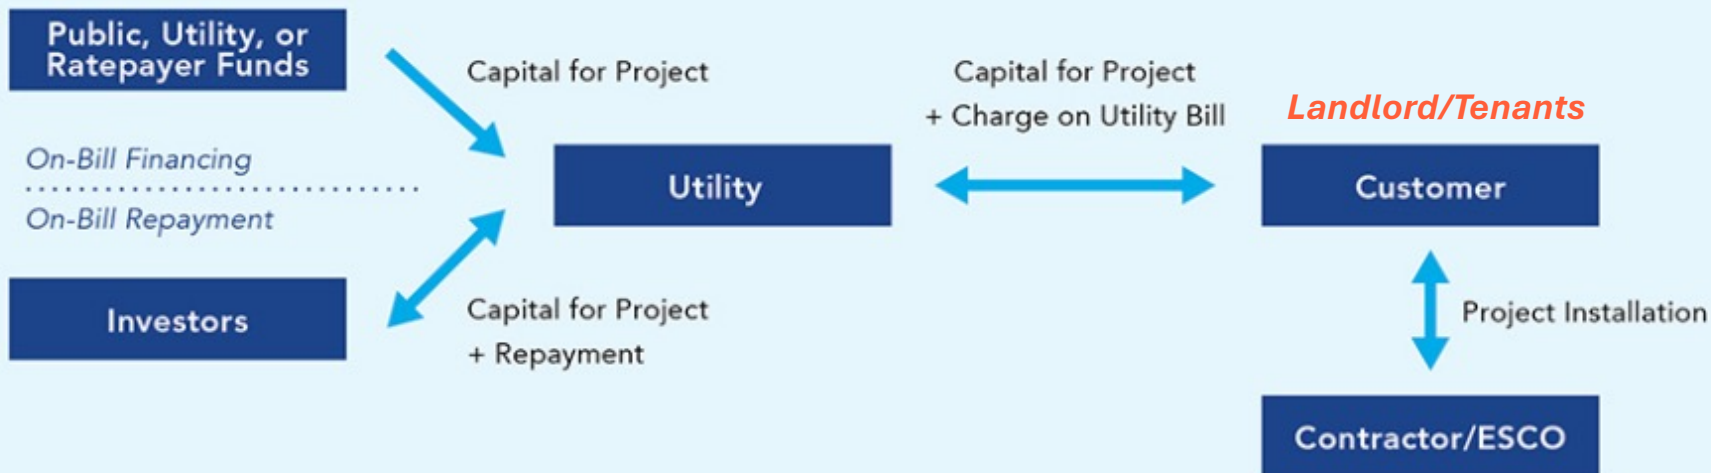 Public, Utility, or
Ratepayer Funds
Capital for Project
Capital for Project
+ Charge on Utility Bill
Landlord/Tenants
On-Bill Financing
On-Bill Repayment
Utility
Customer
Investors
Capital for Project
+ Repayment
Project Installation
Contractor/ESCO